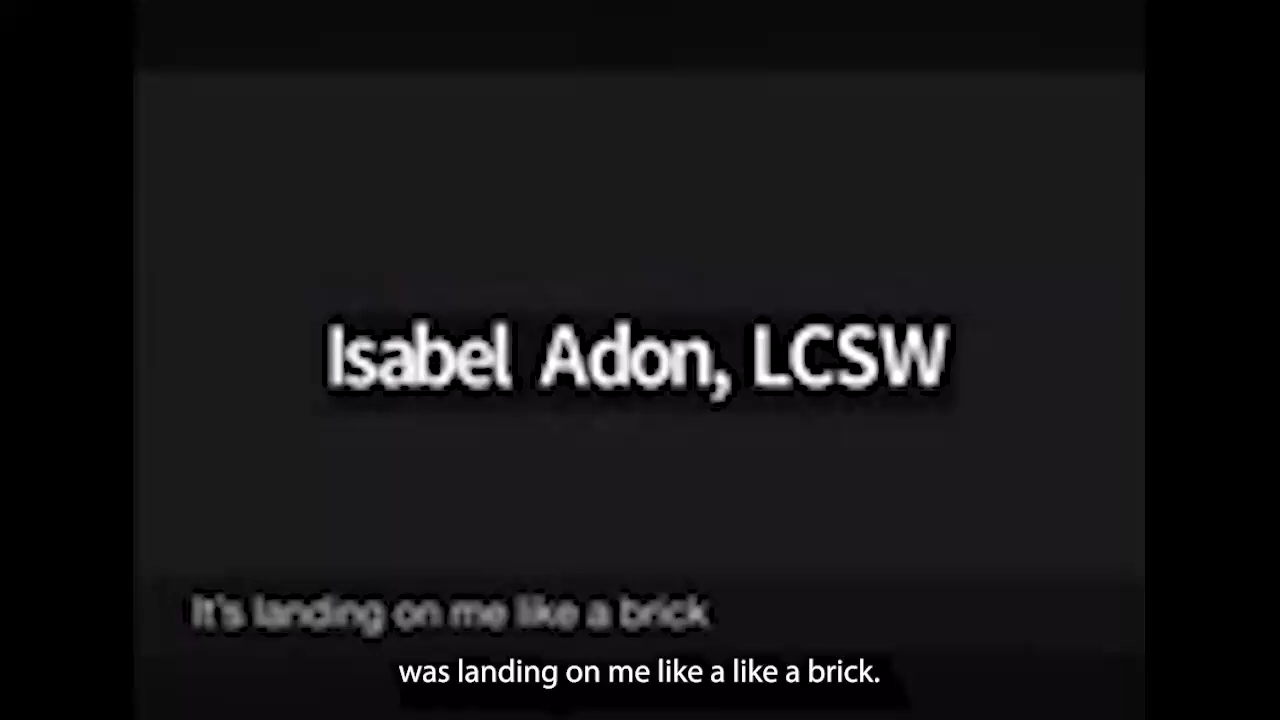 Isabel Adon, LCSW
It's landing on me like a brick
was landing on me like a like a brick.